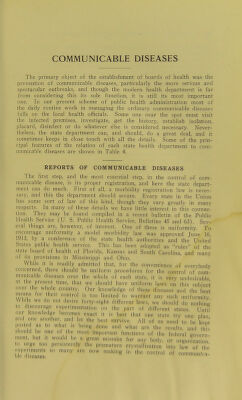 COMMUNICABLE DISEASES
The primary object of the establishment of boards of health was the
prevention or communicable diseases, particularly the more serious and
spectacular outbreaks, and though the modern health department is far
from considering this its sole function, it is still its most important
one. In our present scheme of public health administration most of
the daily routine work in managing the ordinary communicable diseases
falls on the local health officials. Some one near the spot must visit
the infected premises, investigate, get the history, establish isolation,
placard, disinfect or do whatever else is considered necessary. Never-
theless, the state department can, and should, do a great deal, and it
sometimes keeps in close touch with all the details. Some of the prin-
cipal features of the relation of each state health department to com-
municable diseases are shown in Table 4.
REPORTS OF COMMUNICABLE DISEASES
The first step, and the most essential step, in the control of com-
municable disease, is its proper registration, and here the state depart-
ment can do much. First of all a morbidity registration law is neces-
sary, and this the department should secure. Every state in the Union
has some sort of law of this kind, though they vary greatly in many
respects. In many of these details we have little interest in this connec-
tion. They may be found compiled in a recent bulletin of the Public
Health Service (U. S. Public Health Service, Bulletins 45 and 62). Sev-
eral things are, however, of interest. One of these is uniformity. To
encourage uniformity a model morbidity law was approved June 16,
1913, by a conference of the state health authorities and the United
States public health service. This has been adopted as "rules" of the
state board of health of Florida, Kansas and South Carolina, and many
of its provisions in Mississippi and Ohio.
While it is readily admitted that, for the convenience of everybody
concerned, there should be uniform procedures for the control of com-
municable diseases over the whole of each state, it is very undesirable
at the present time, that we should have uniform laws on this subject
over the whole country. Our knowledge of these diseases and the best
means for their control is too limited to warrant any such uniformity.
While we do not desire forty-eight different laws, we should do nothing
to discourage experimentation on the part of different states. Until
our knowledge becomes exact it is best that one state try one plan,
and one another, and let the best survive. All of us need to be kept
posted as to what is being done and what are the results, and this
should be one of the most important functions of the federal govern-
ment, but it would be a great mistake for any body, or organization,
to urge too persistently the premature crystallization into law of the
experiments so many are now making in the control of communica-
ble diseases.